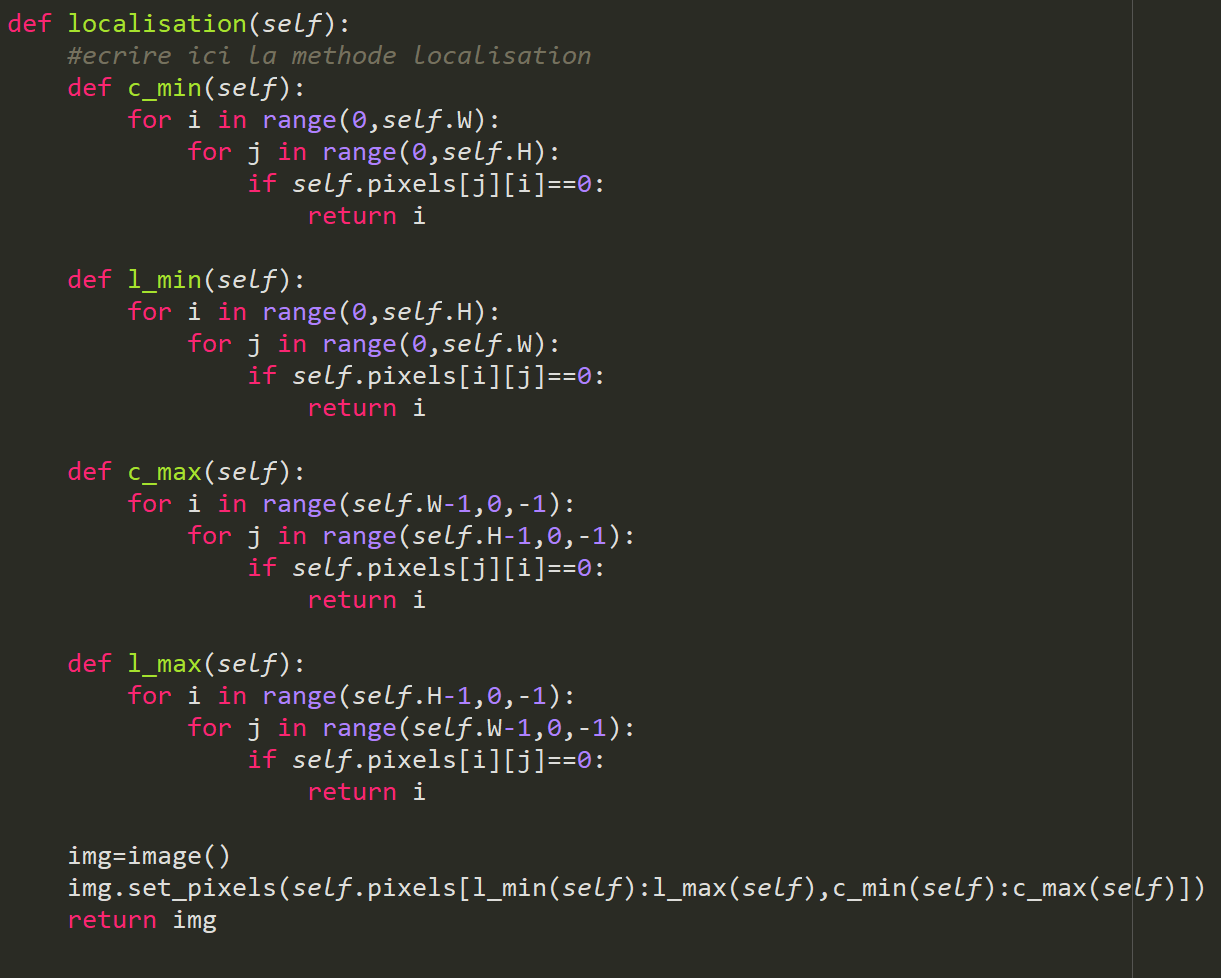 def localisation(self):
    #ecrire ici la methode localisation
    def c_min(self):
        for i in range(0,self.W):
            for j in range(0,self.H):
                if self.pixels[j][i]==0:
                    return i

    def l_min(self):
        for i in range(0,self.H):
            for j in range(0,self.W):
                if self.pixels[i][j]==0:
                    return i

    def c_max(self):
        for i in range(self.W-1,0,-1):
            for j in range(self.H-1,0,-1):
                if self.pixels[j][i]==0:
                    return i

    def l_max(self):
        for i in range(self.H-1,0,-1):
            for j in range(self.W-1,0,-1):
                if self.pixels[i][j]==0:
                    return i

    img=image()
    img.set_pixels(self.pixels[l_min(self):l_max(self),c_min(self):c_max(self)])
    return img